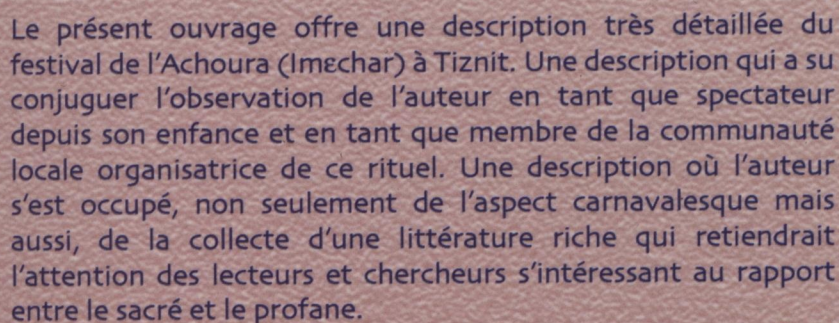 Le présent ouvrage offre une description très détaillée du
festival de l'Achoura (Imεchar) à Tiznit. Une description qui a su
conjuguer l'observation de l'auteur en tant que spectateur
depuis son enfance et en tant que membre de la communauté
locale organisatrice de ce rituel. Une description où l'auteur
s'est occupé, non seulement de l'aspect carnavalesque mais
aussi, de la collecte d'une littérature riche qui retiendrait
l'attention des lecteurs et chercheurs s'intéressant au rapport
entre le sacré et le profane.